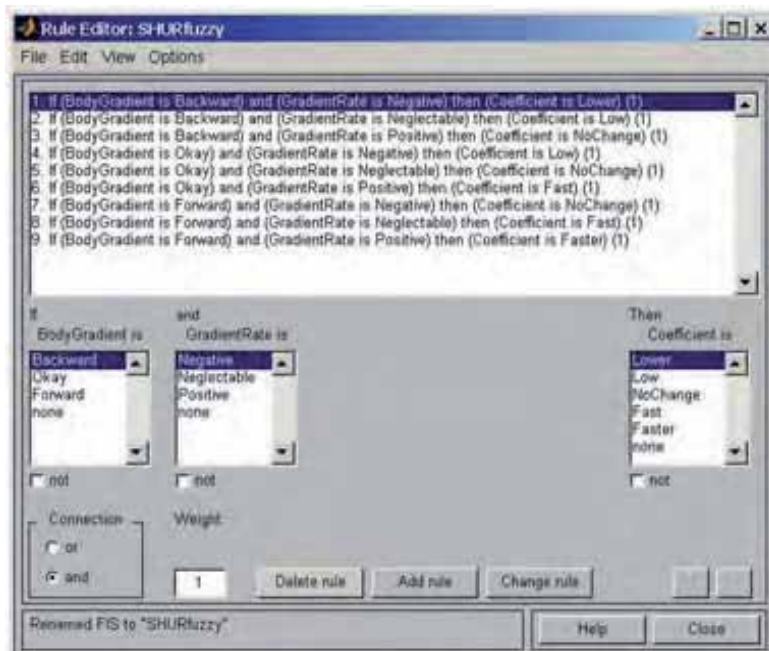 Rule Editor: SHURfuzzy
File Edit View Options
1. If (BodyGradient is Backward) and (GradientRate is Negative) then (Coefficient is Lower) (1)
2. If (BodyGradient is Backward) and (GradientRate is Neglectable) then (Coefficient is Low) (1)
3. If (BodyGradient is Backward) and (GradientRate is Positive) then (Coefficient is NoChange) (1)
4. If (BodyGradient is Okay) and (GradientRate is Negative) then (Coefficient is Low) (1)
5. If (BodyGradient is Okay) and (GradientRate is Neglectable) then (Coefficient is NoChange) (1)
6. If (BodyGradient is Okay) and (GradientRate is Positive) then (Coefficient is Fast) (1)
7. If (BodyGradient is Forward) and (GradientRate is Negative) then (Coefficient is NoChange) (1)
8. If (BodyGradient is Forward) and (GradientRate is Neglectable) then (Coefficient is Fast) (1)
9. If (BodyGradient is Forward) and (GradientRate is Positive) then (Coefficient is Faster) (1)
If
BodyGradient is
Backward
Okay
Forward
none
not
and
GradientRate is
Negative
Neglectable
Positive
none
not
Then
Coefficient is
Lower
Low
NoChange
Fast
Faster
none
not
Connection
or
and
Weight:
1
Delete rule
Add rule
Change rule
Renamed FIS to "SHURfuzzy"
Help
Close